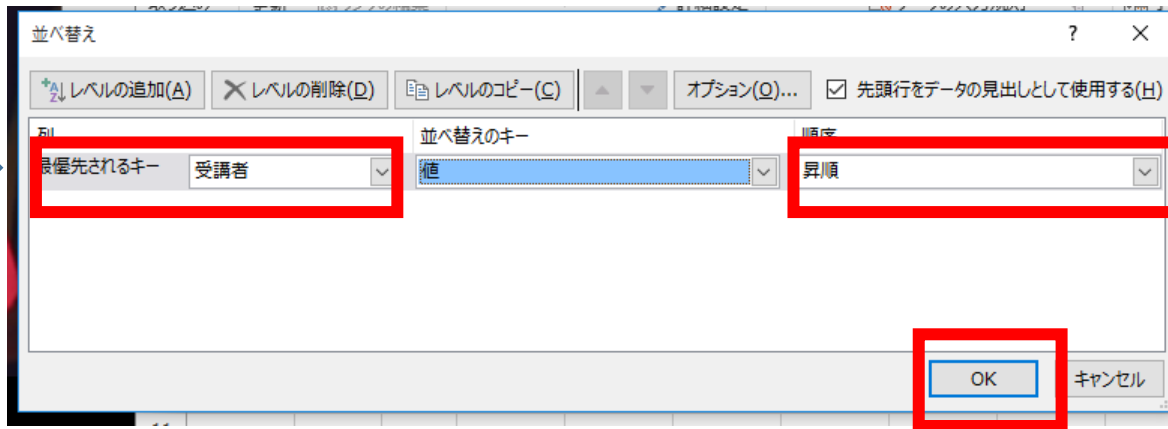 並べ替え ? ×
レベルの追加(A) レベルの削除(D) レベルのコピー(C) オプション(O)... 先頭行をデータの見出しとして使用する(H)
列 並べ替えのキー 順序
最優先されるキー 受講者 値 昇順
OK キャンセル